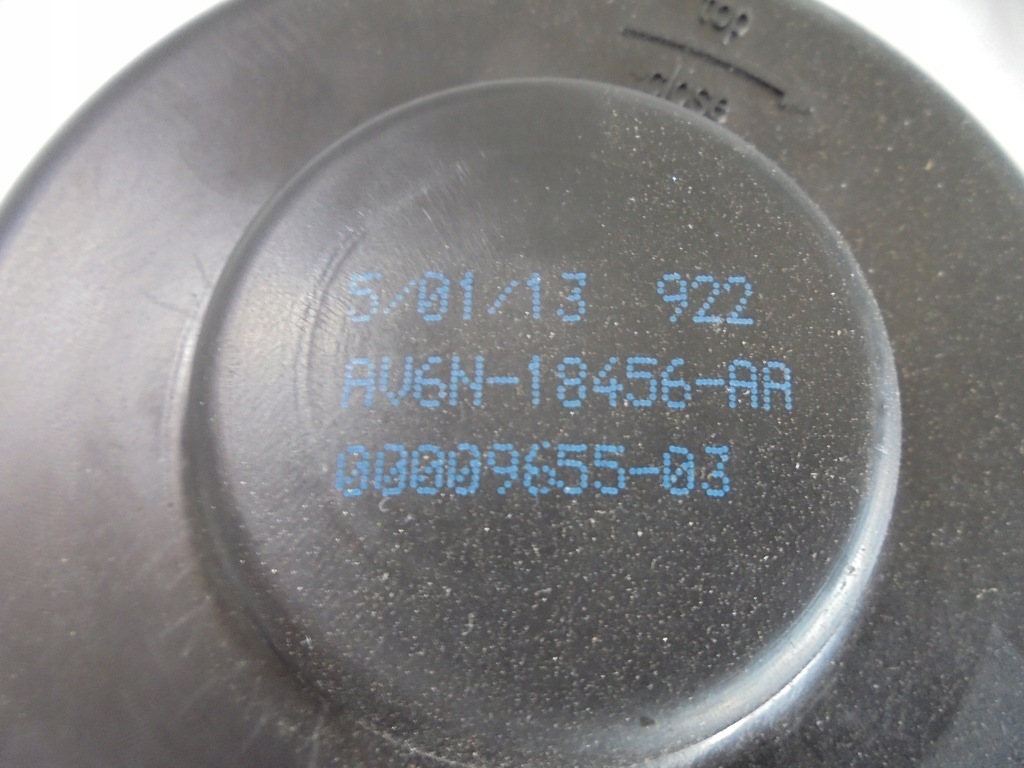 top
close
5/01/13 922
AV6N-18456-AA
00009655-03